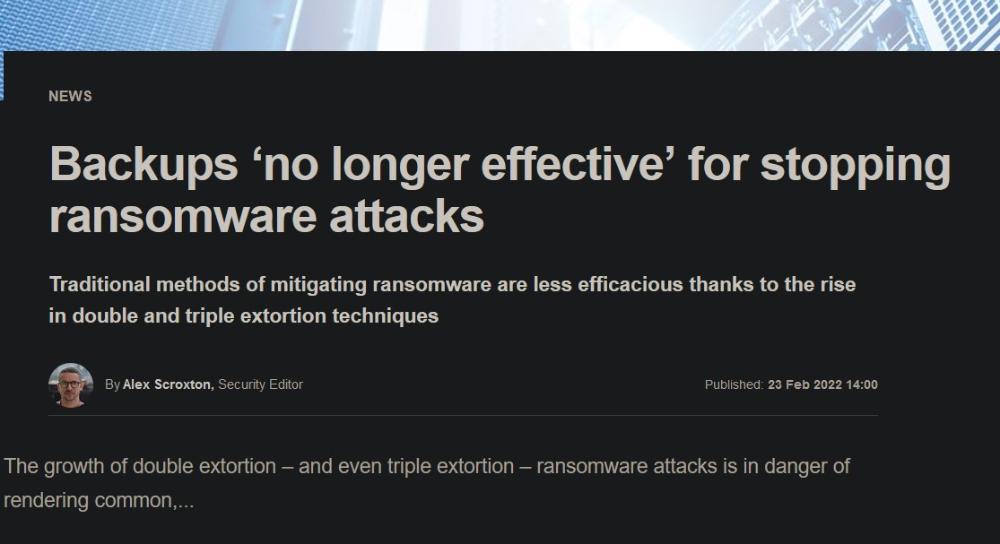 NEWS
Backups ‘no longer effective’ for stopping
ransomware attacks
Traditional methods of mitigating ransomware are less efficacious thanks to the rise
in double and triple extortion techniques
By Alex Scroxton, Security Editor
Published: 23 Feb 2022 14:00
The growth of double extortion – and even triple extortion – ransomware attacks is in danger of
rendering common,...